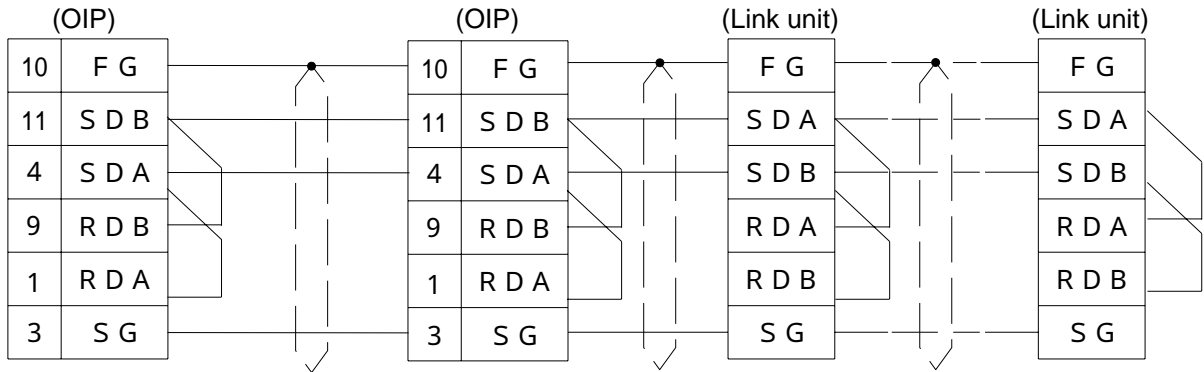 (OIP) (OIP) (Link unit) (Link unit)
10 F G 10 F G F G F G
11 S D B 11 S D B S D A S D A
4 S D A 4 S D A S D B S D B
9 R D B 9 R D B R D A R D A
1 R D A 1 R D A R D B R D B
3 S G 3 S G S G S G